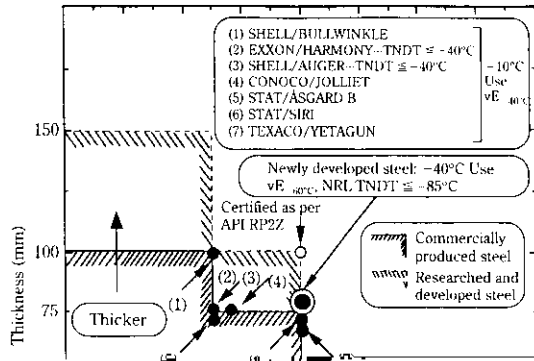 (1) SHELL/BULLWINKLE
(2) EXXON/HARMONY···TNDT ≦ −40°C
(3) SHELL/AUGER···TNDT ≦ −40°C
(4) CONOCO/JOLLIET
(5) STAT/ÅSGARD B
(6) STAT/SIRI
(7) TEXACO/YETAGUN
−10°C
Use
vE −40°C
Newly developed steel: −40°C Use
vE −60°C, NRL TNDT ≦ −85°C
Certified as per
API RP2Z
Commercially
produced steel
Researched and
developed steel
Thickness (mm)
150
100
75
Thicker
(1)
(2)
(3)
(4)